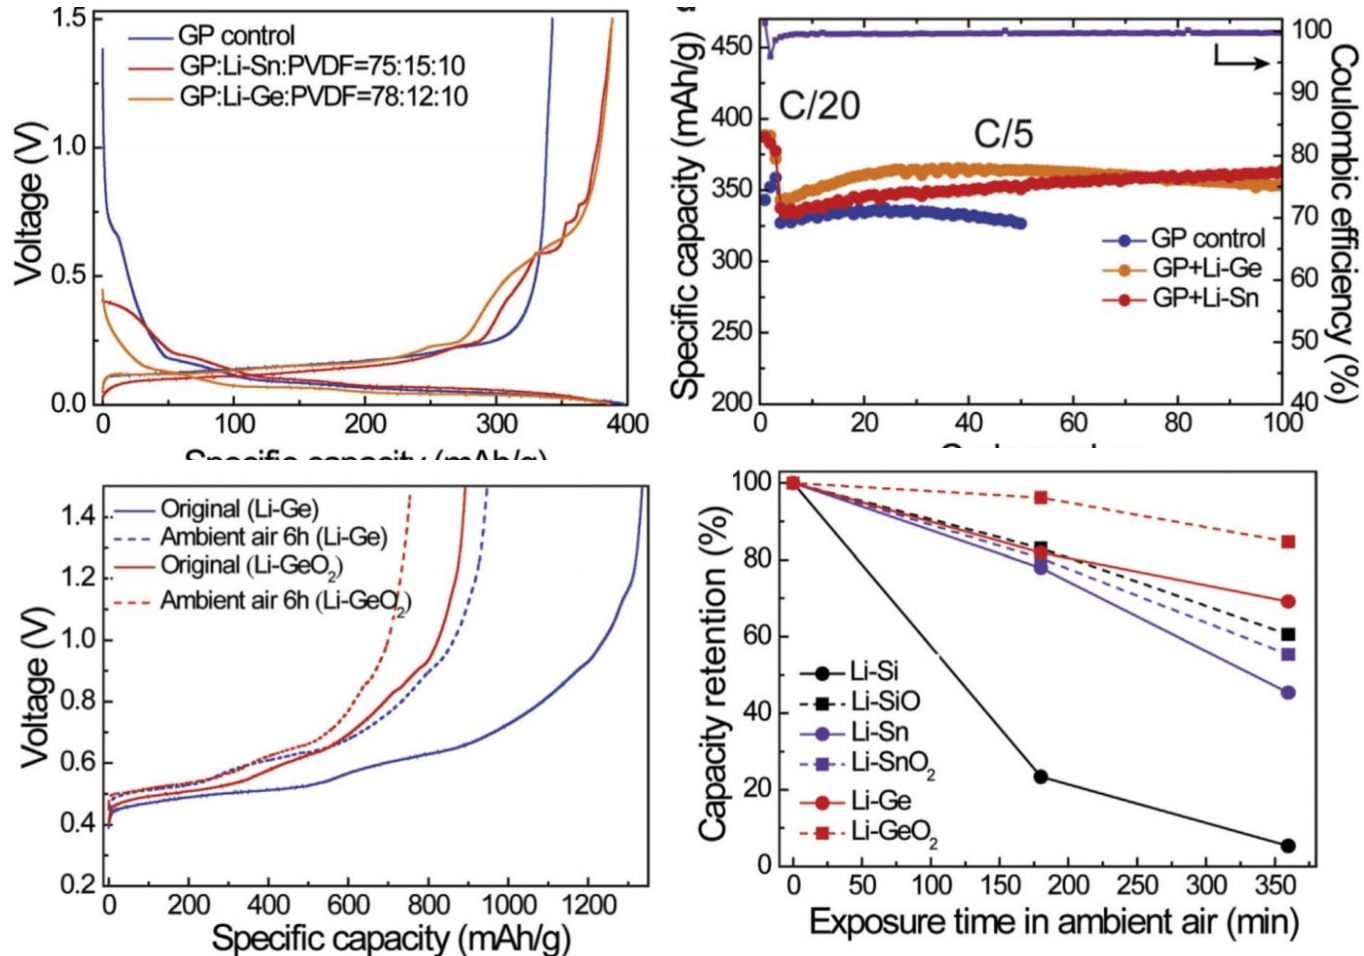 1.5
1.0
0.5
0.0
Voltage (V)
GP control
GP:Li-Sn:PVDF=75:15:10
GP:Li-Ge:PVDF=78:12:10
0 100 200 300 400
Specific capacity (mAh/g)
450
400
350
300
250
200
Specific capacity (mAh/g)
C/20
C/5
GP control
GP+Li-Ge
GP+Li-Sn
0 20 40 60 80 100
100
90
80
70
60
50
40
Coulombic efficiency (%)
1.4
1.2
1.0
0.8
0.6
0.4
0.2
Voltage (V)
Original (Li-Ge)
Ambient air 6h (Li-Ge)
Original (Li-GeO2)
Ambient air 6h (Li-GeO2)
0 200 400 600 800 1000 1200
Specific capacity (mAh/g)
100
80
60
40
20
0
Capacity retention (%)
Li-Si
Li-SiO
Li-Sn
Li-SnO2
Li-Ge
Li-GeO2
0 50 100 150 200 250 300 350
Exposure time in ambient air (min)